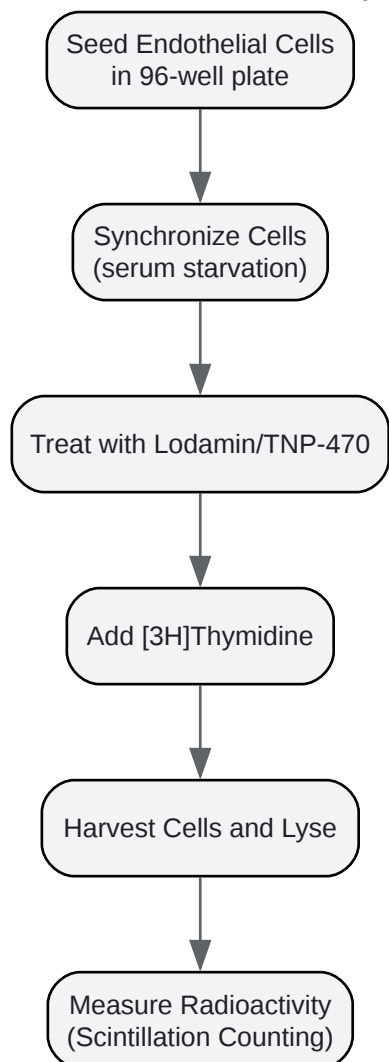 Seed Endothelial Cells
in 96-well plate
Synchronize Cells
(serum starvation)
Treat with Lodamin/TNP-470
Add [3H]Thymidine
Harvest Cells and Lyse
Measure Radioactivity
(Scintillation Counting)